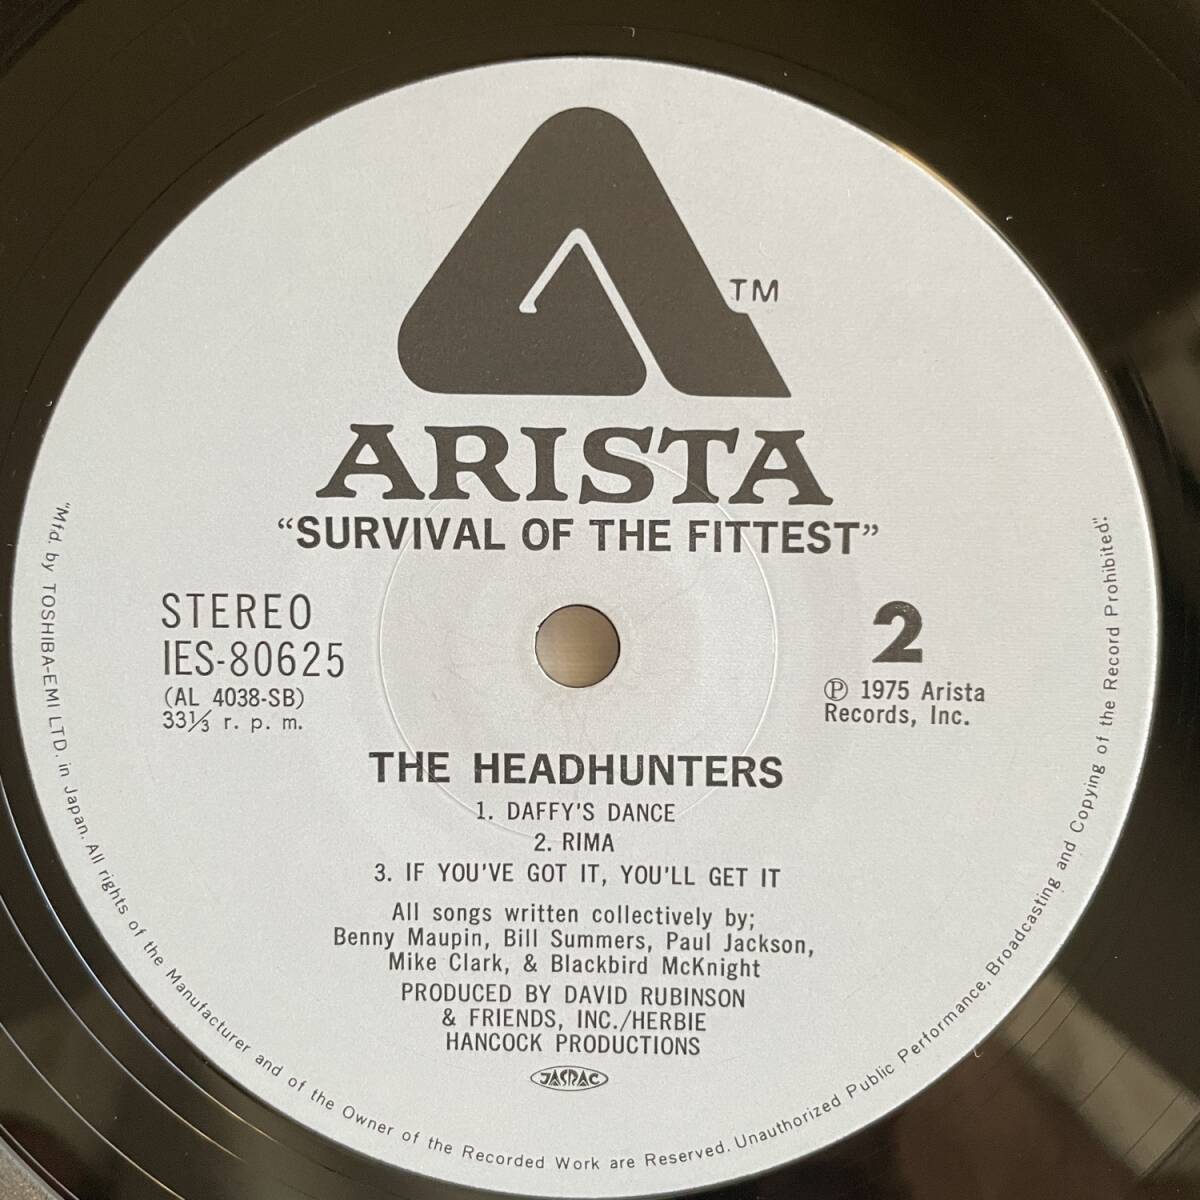 TM
ARISTA
“SURVIVAL OF THE FITTEST”
STEREO
IES-80625
(AL 4038-SB)
33⅓ r. p. m.
2
Ⓟ 1975 Arista
Records, Inc.
THE HEADHUNTERS
1. DAFFY'S DANCE
2. RIMA
3. IF YOU'VE GOT IT, YOU'LL GET IT
All songs written collectively by;
Benny Maupin, Bill Summers, Paul Jackson,
Mike Clark, & Blackbird McKnight
PRODUCED BY DAVID RUBINSON
& FRIENDS, INC./HERBIE
HANCOCK PRODUCTIONS
JASRAC
“Mfd. by TOSHIBA-EMI LTD. in Japan. All rights of the Manufacturer and of the Owner of the Recorded Work are Reserved. Unauthorized Public Performance, Broadcasting and Copying of the Record Prohibited”.